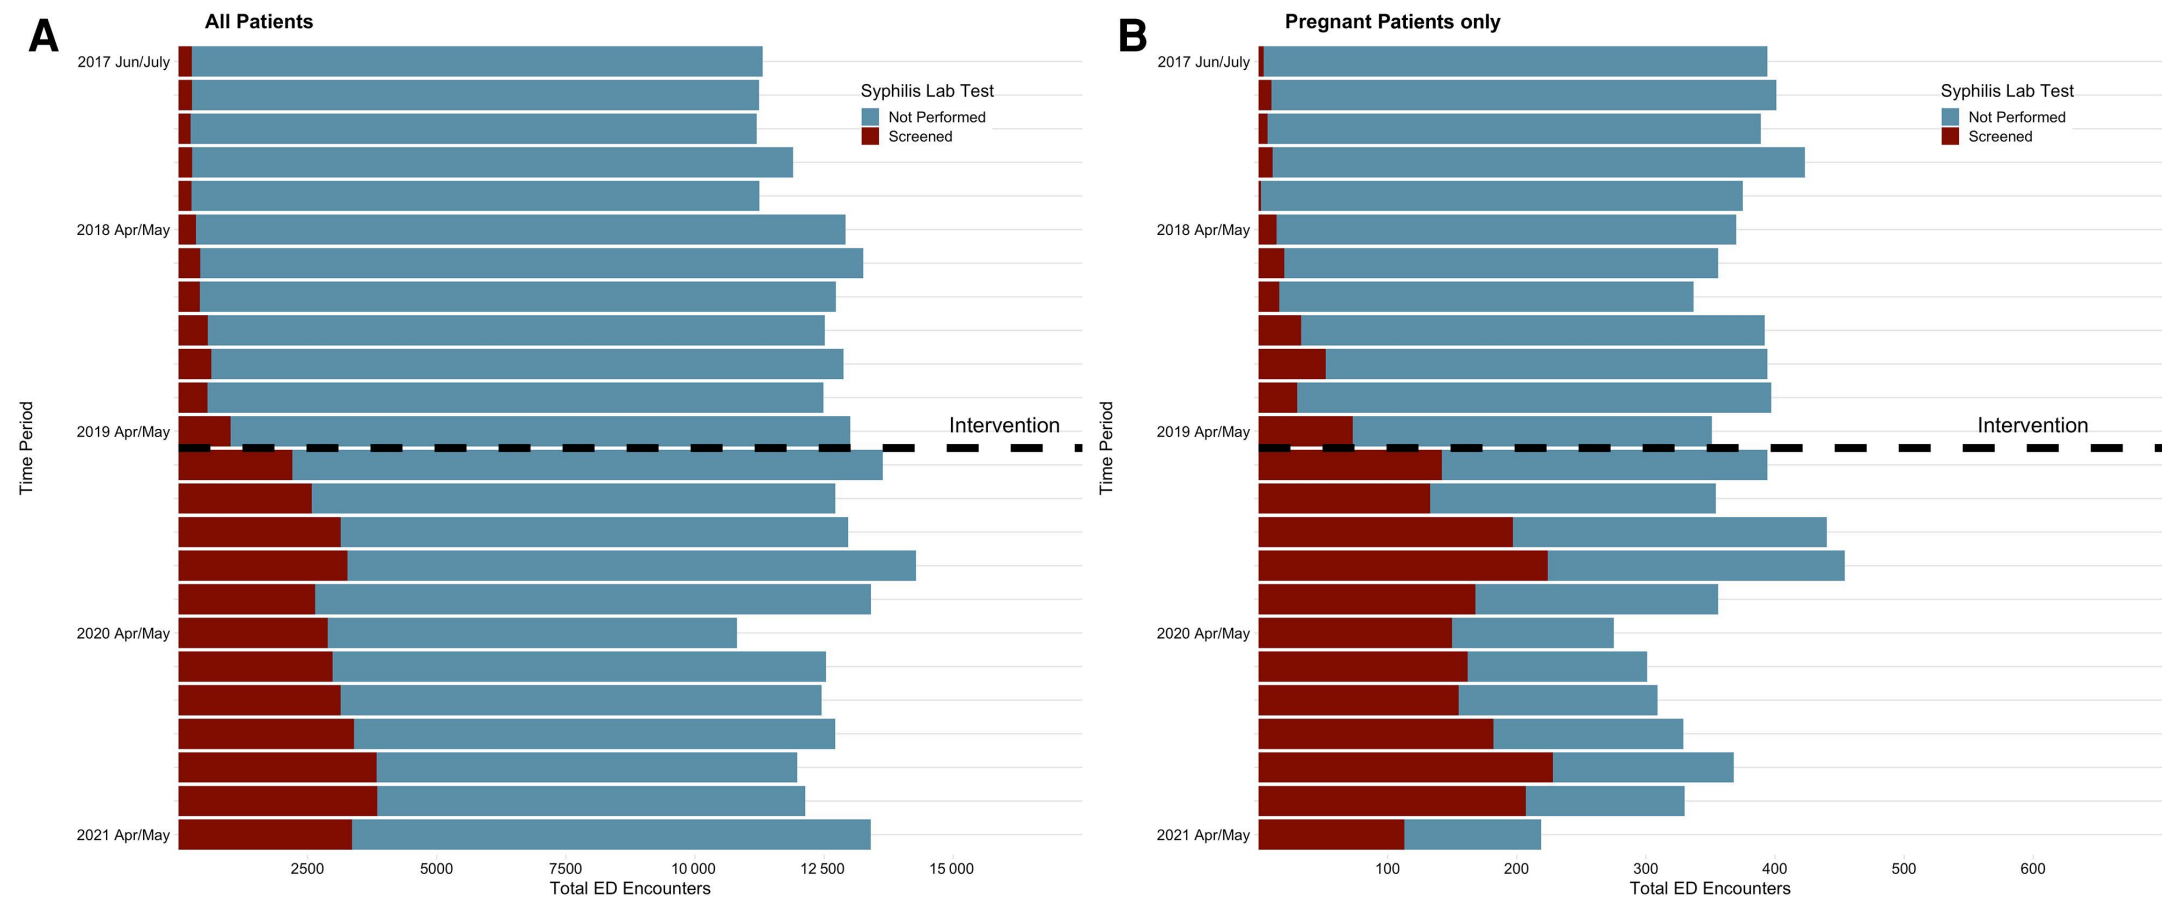 A
All Patients
2017 Jun/July
2018 Apr/May
2019 Apr/May
2020 Apr/May
2021 Apr/May
Time Period
Syphilis Lab Test
Not Performed
Screened
Intervention
2500 5000 7500 10 000 12 500 15 000
Total ED Encounters
B
Pregnant Patients only
2017 Jun/July
2018 Apr/May
2019 Apr/May
2020 Apr/May
2021 Apr/May
Time Period
Syphilis Lab Test
Not Performed
Screened
Intervention
100 200 300 400 500 600
Total ED Encounters